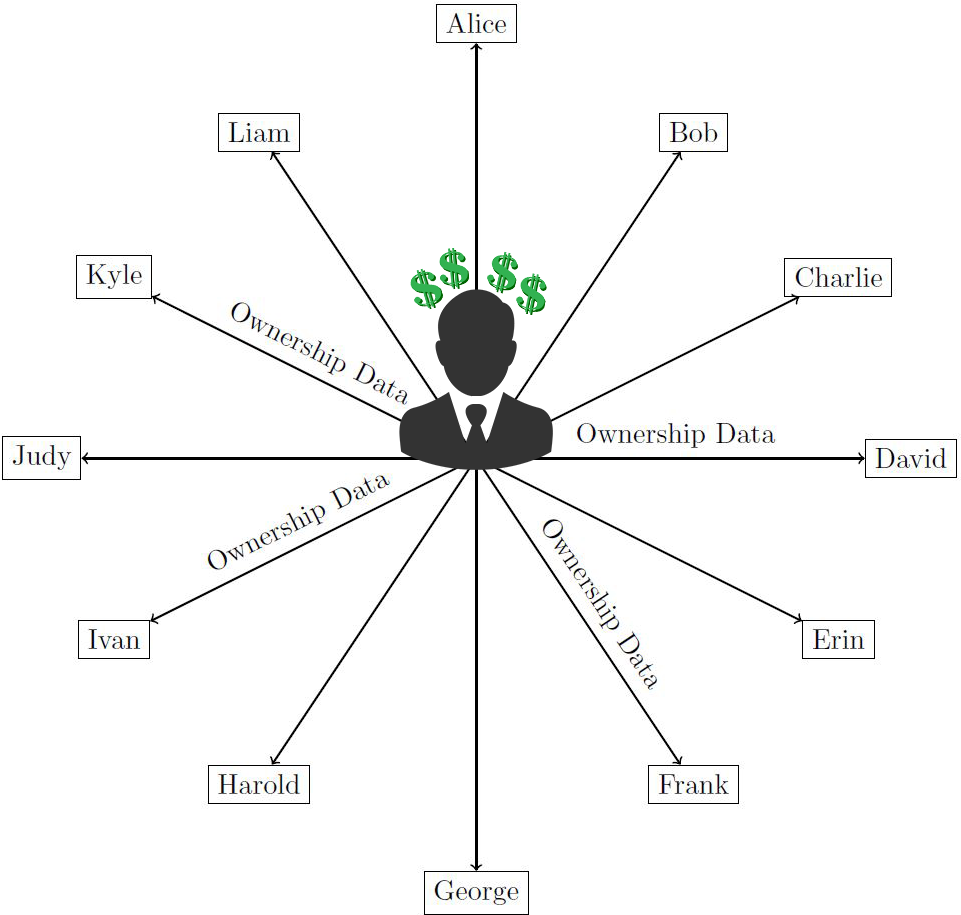 Alice
Liam
Bob
$ $ $ $
Kyle
Charlie
Ownership Data
Ownership Data
Judy
David
Ownership Data
Ownership Data
Ivan
Erin
Harold
Frank
George